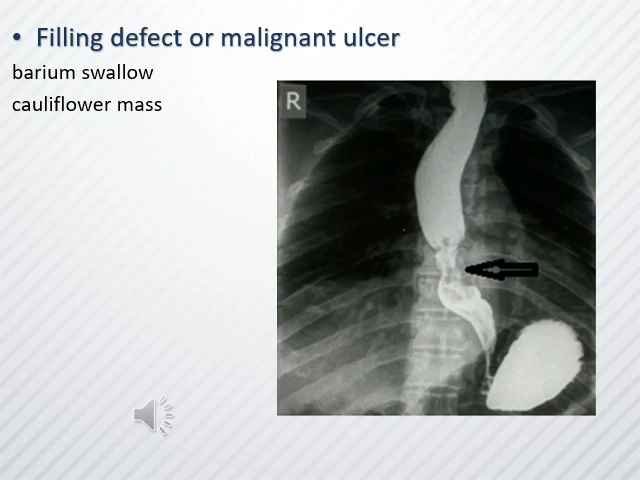 • Filling defect or malignant ulcer
barium swallow
cauliflower mass
R